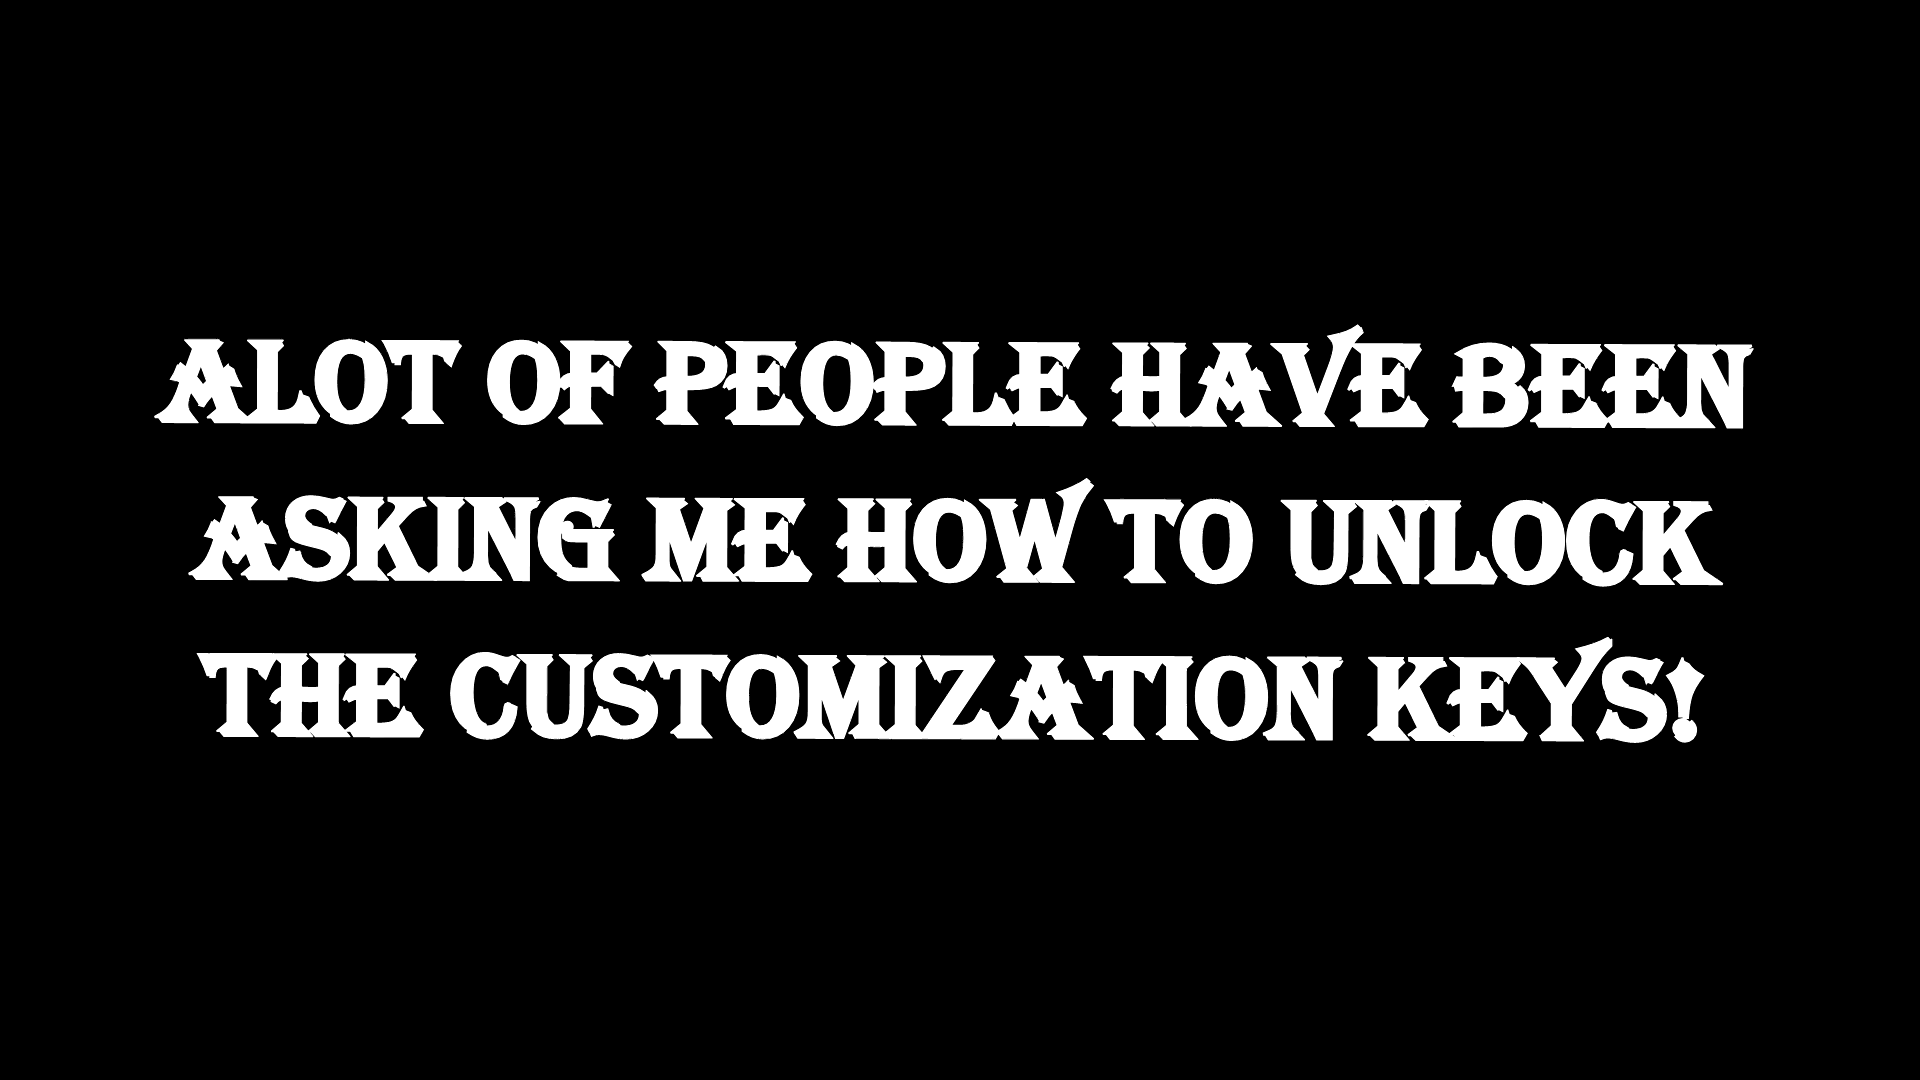 ALOT OF PEOPLE HAVE BEEN
ASKING ME HOW TO UNLOCK
THE CUSTOMIZATION KEYS!